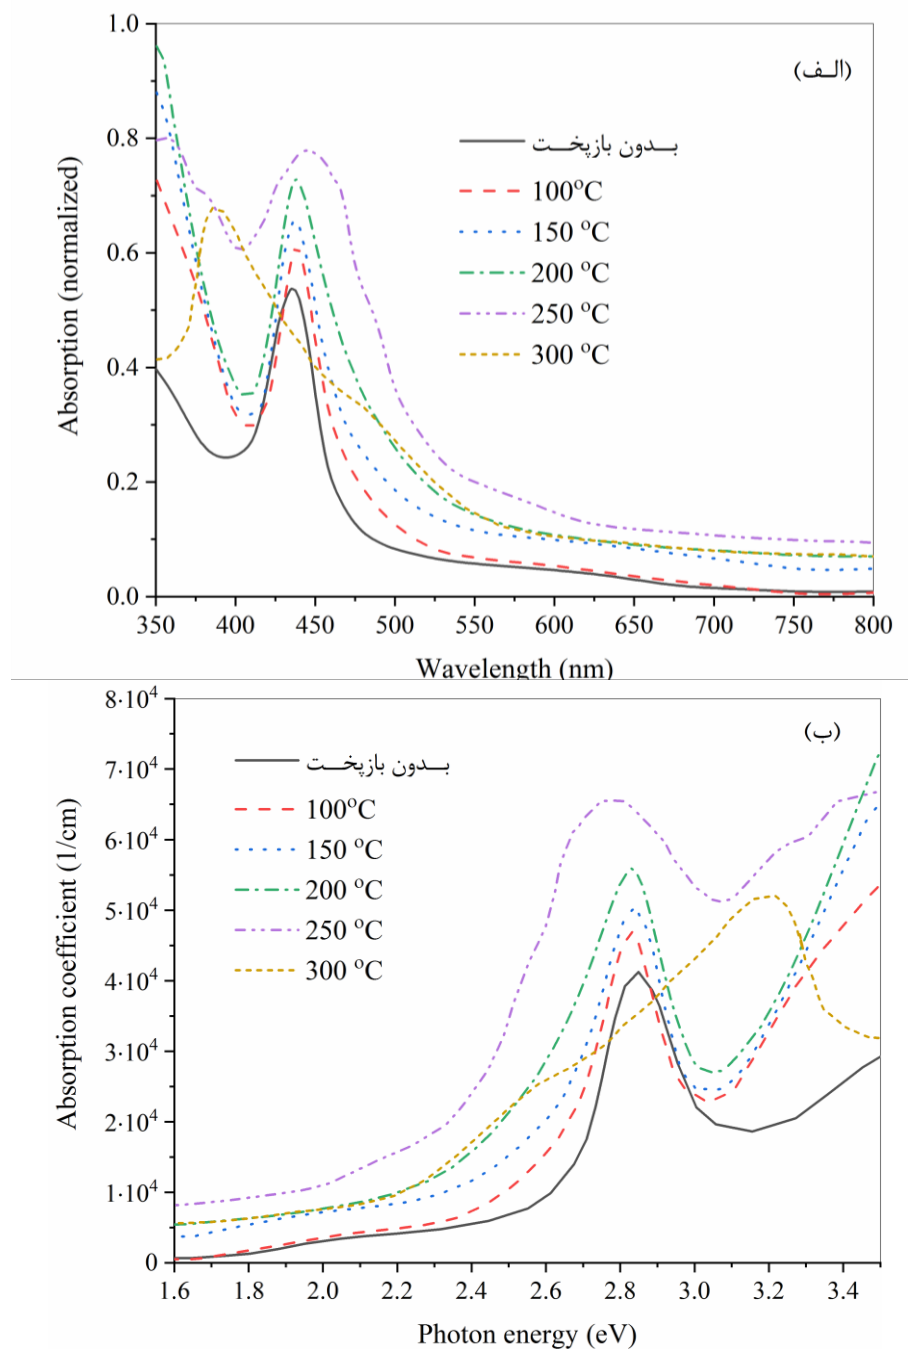 (الـف)
1.0
0.8
0.6
0.4
0.2
0.0
Absorption (normalized)
بـدون بازپخـت
100°C
150 °C
200 °C
250 °C
300 °C
350 400 450 500 550 600 650 700 750 800
Wavelength (nm)
(ب)
8·10⁴
7·10⁴
6·10⁴
5·10⁴
4·10⁴
3·10⁴
2·10⁴
1·10⁴
0
Absorption coefficient (1/cm)
بـدون بازپخـت
100°C
150 °C
200 °C
250 °C
300 °C
1.6 1.8 2.0 2.2 2.4 2.6 2.8 3.0 3.2 3.4
Photon energy (eV)